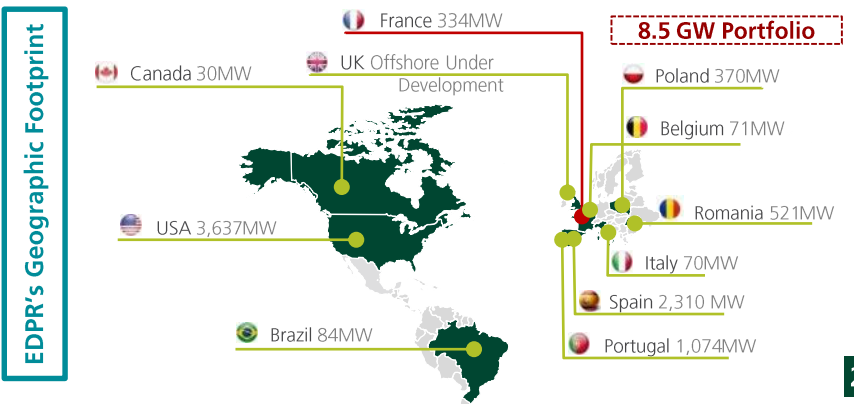 EDPR's Geographic Footprint
France 334MW
8.5 GW Portfolio
Canada 30MW
UK Offshore Under
Development
Poland 370MW
Belgium 71MW
USA 3,637MW
Romania 521MW
Italy 70MW
Spain 2,310 MW
Brazil 84MW
Portugal 1,074MW